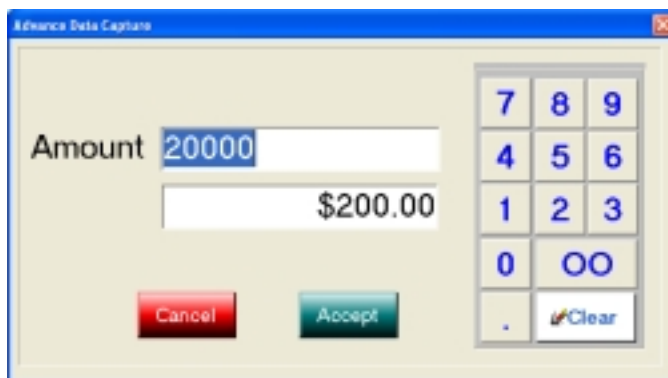 Advance Data Capture
Amount 20000
$200.00
Cancel Accept
7 8 9
4 5 6
1 2 3
0 00
. Clear